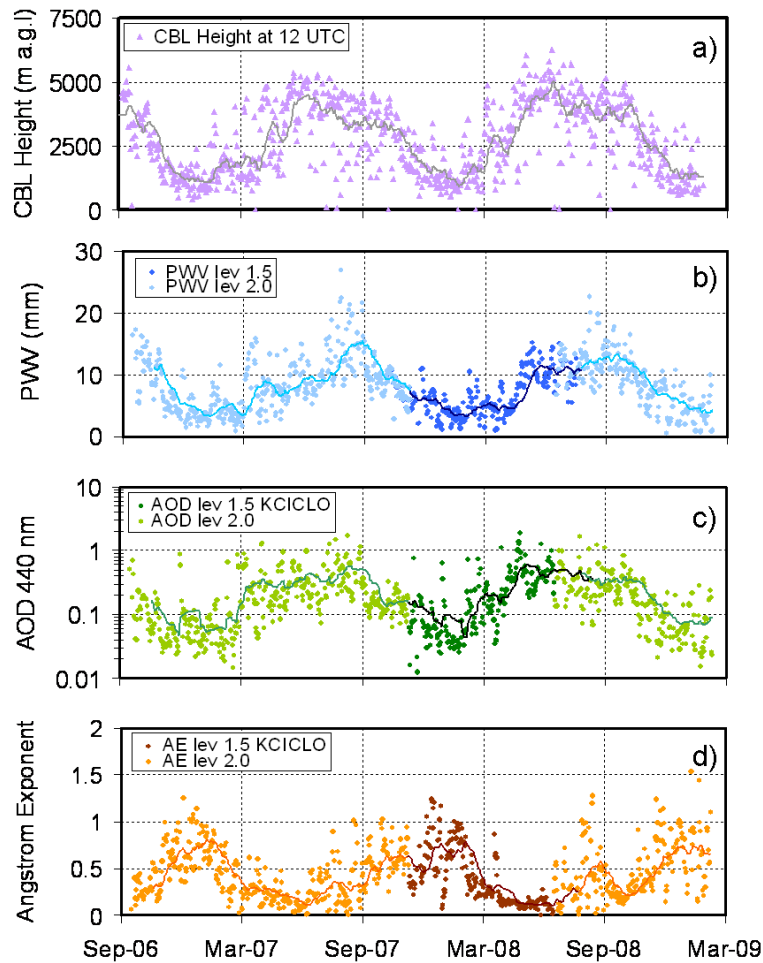 7500
5000
2500
0
CBL Height (m a.g.l)
CBL Height at 12 UTC
a)
30
20
10
0
PWV (mm)
PWV lev 1.5
PWV lev 2.0
b)
10
1
0.1
0.01
AOD 440 nm
AOD lev 1.5 KCICLO
AOD lev 2.0
c)
2
1.5
1
0.5
0
Angstrom Exponent
AE lev 1.5 KCICLO
AE lev 2.0
d)
Sep-06 Mar-07 Sep-07 Mar-08 Sep-08 Mar-09